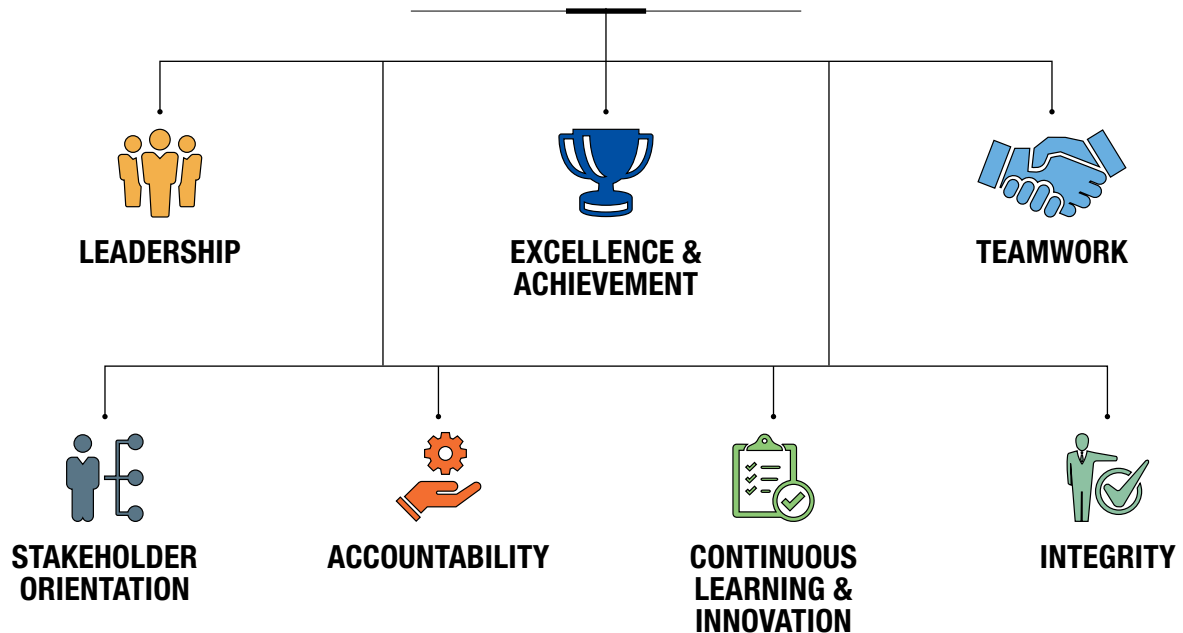 LEADERSHIP
EXCELLENCE &
ACHIEVEMENT
TEAMWORK
STAKEHOLDER
ORIENTATION
ACCOUNTABILITY
CONTINUOUS
LEARNING &
INNOVATION
INTEGRITY